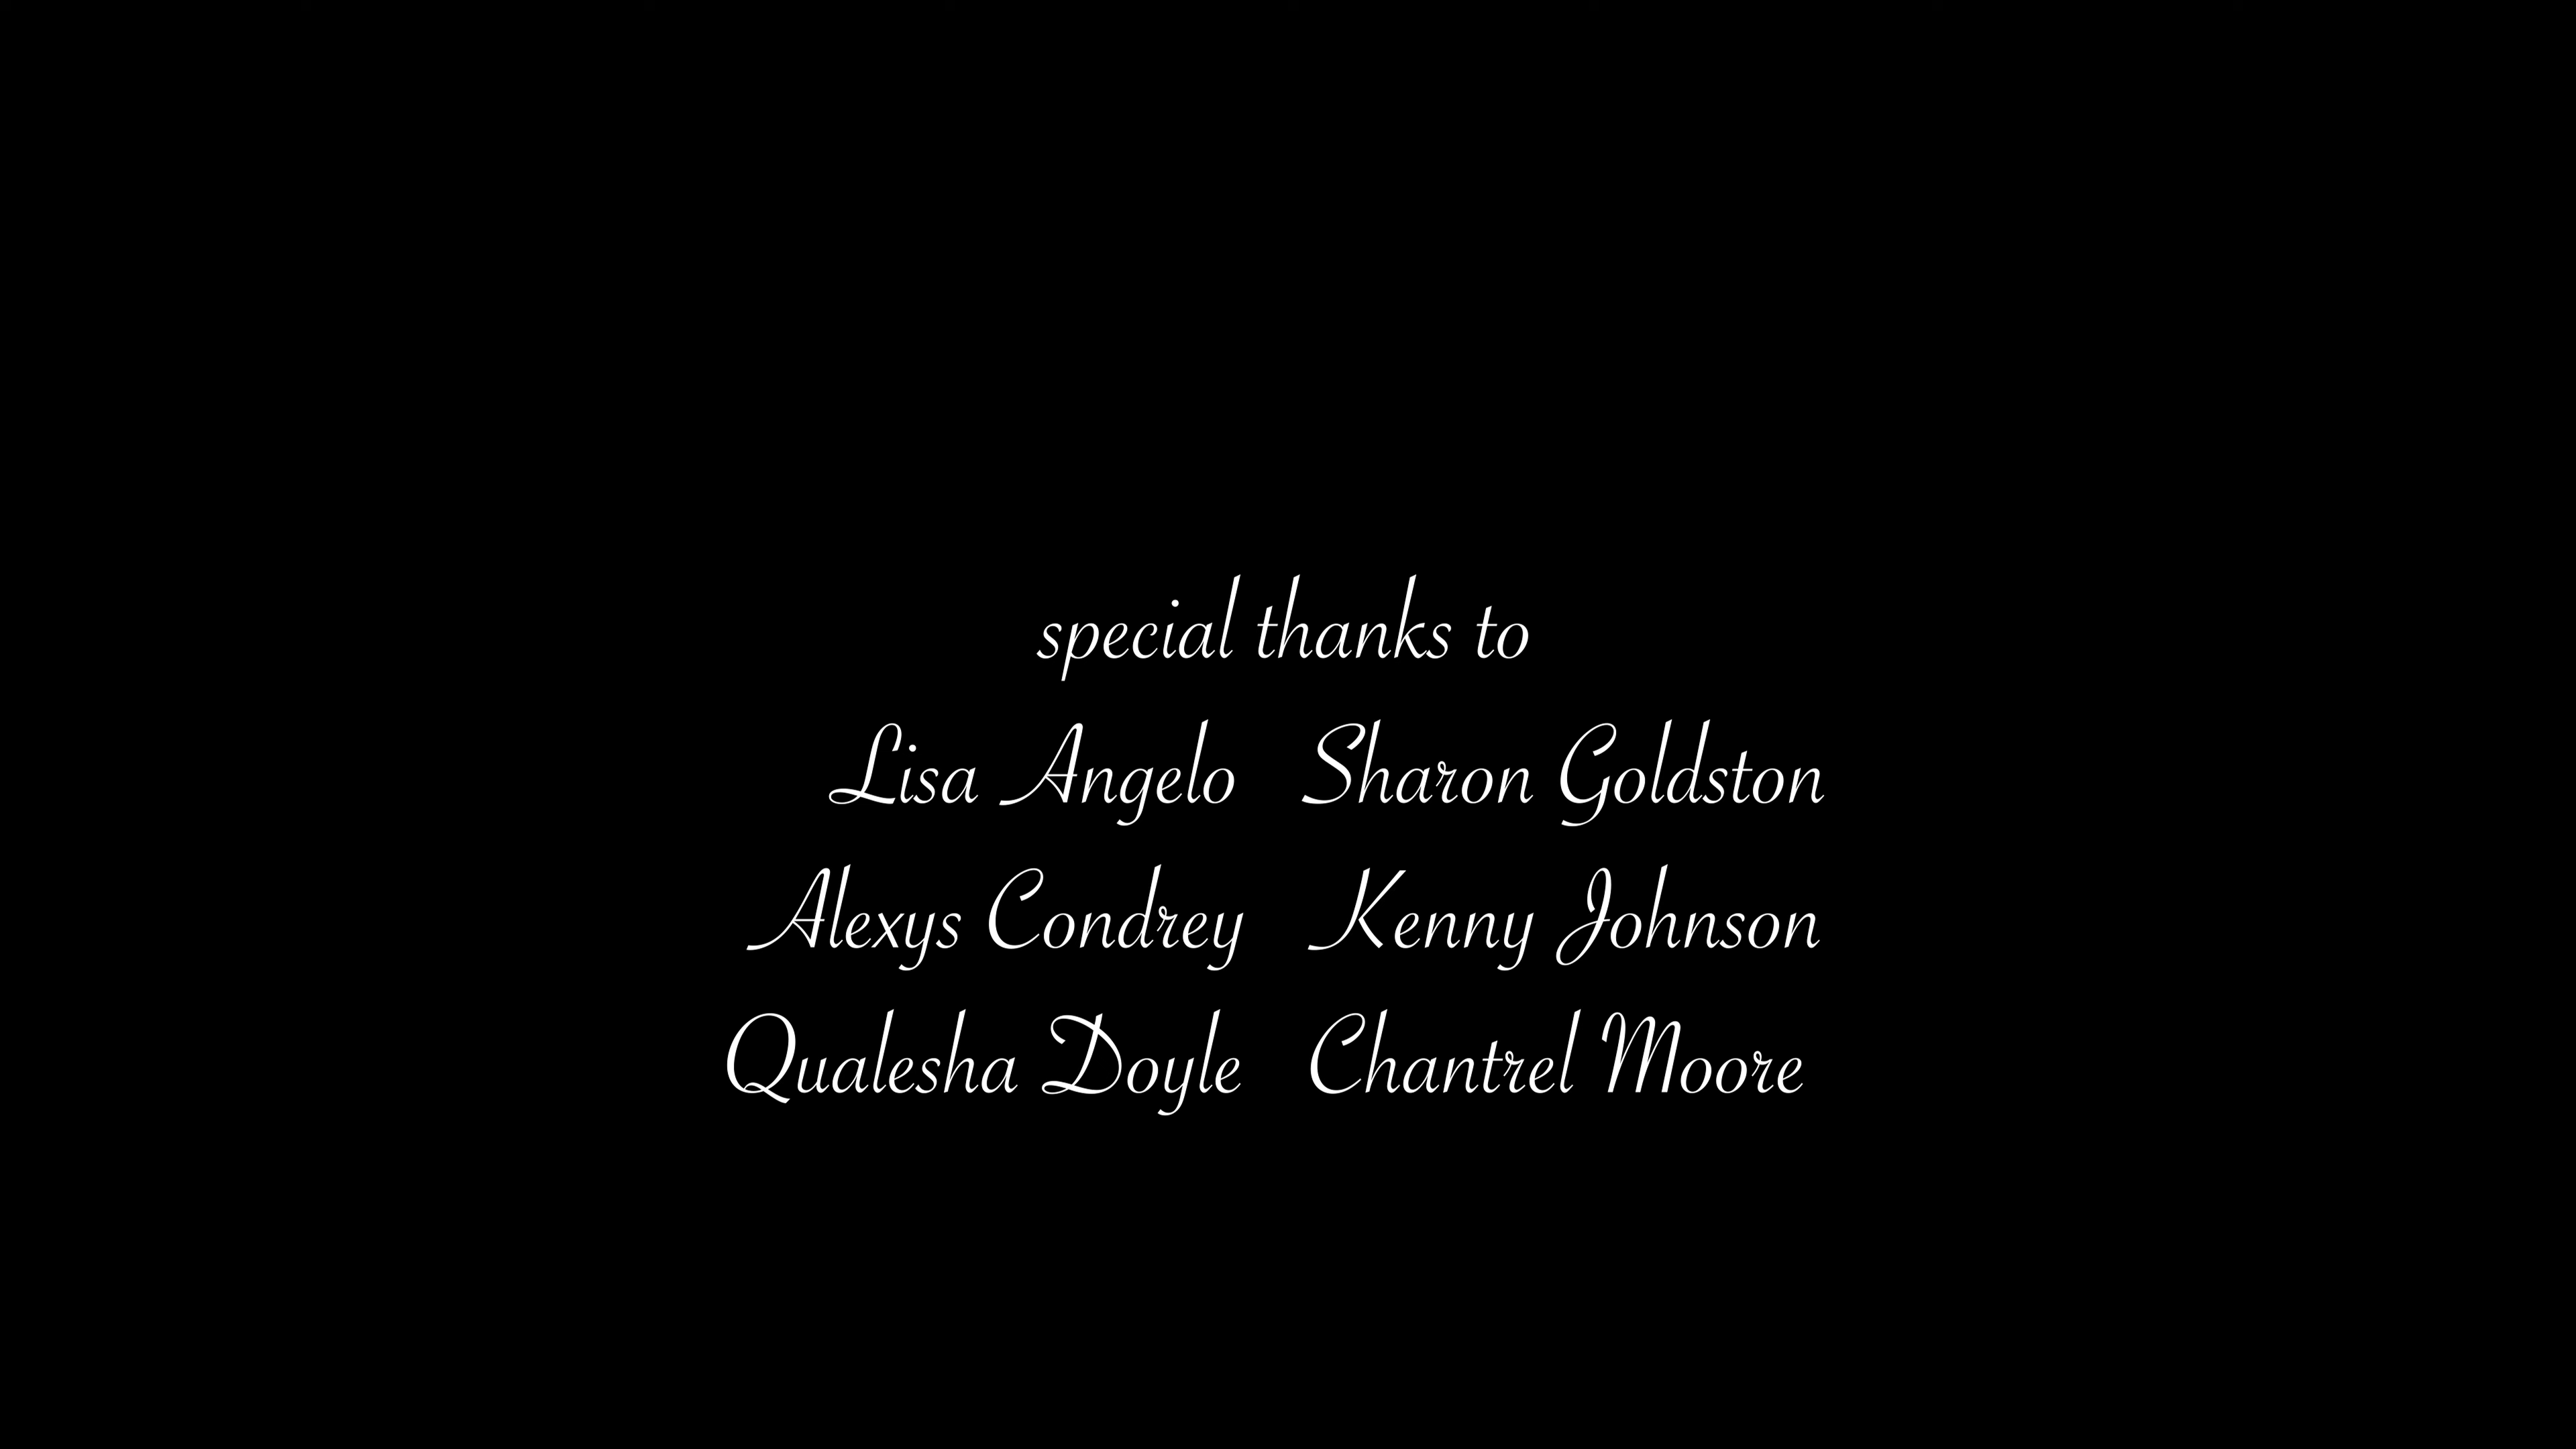 special thanks to
Lisa Angelo Sharon Goldston
Alexys Condrey Kenny Johnson
Qualesha Doyle Chantrel Moore